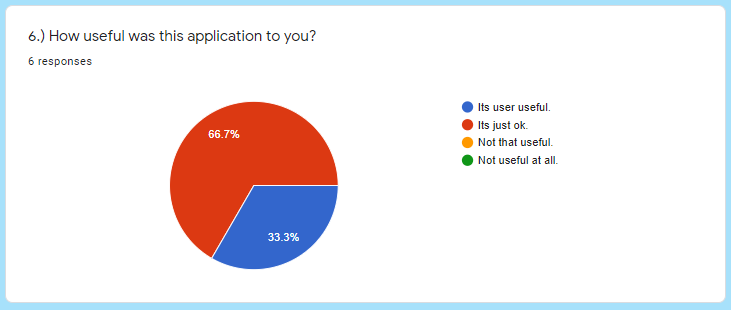 6.) How useful was this application to you?
6 responses
66.7%
33.3%
Its user useful.
Its just ok.
Not that useful.
Not useful at all.